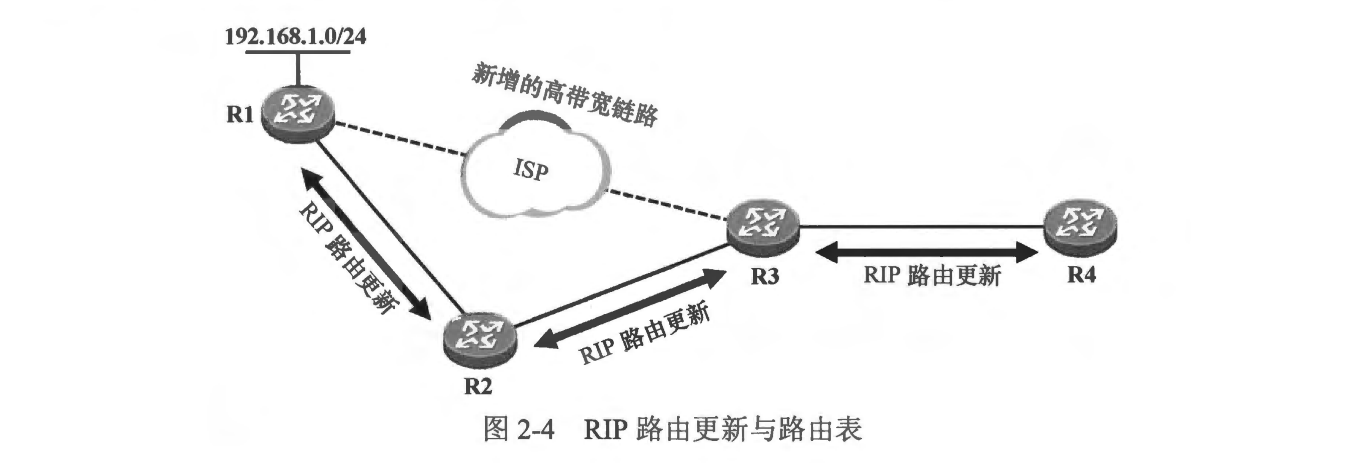 192.168.1.0/24
新增的高带宽链路
R1
ISP
RIP 路由更新
R3
RIP 路由更新
R4
RIP 路由更新
R2
图 2-4 RIP 路由更新与路由表